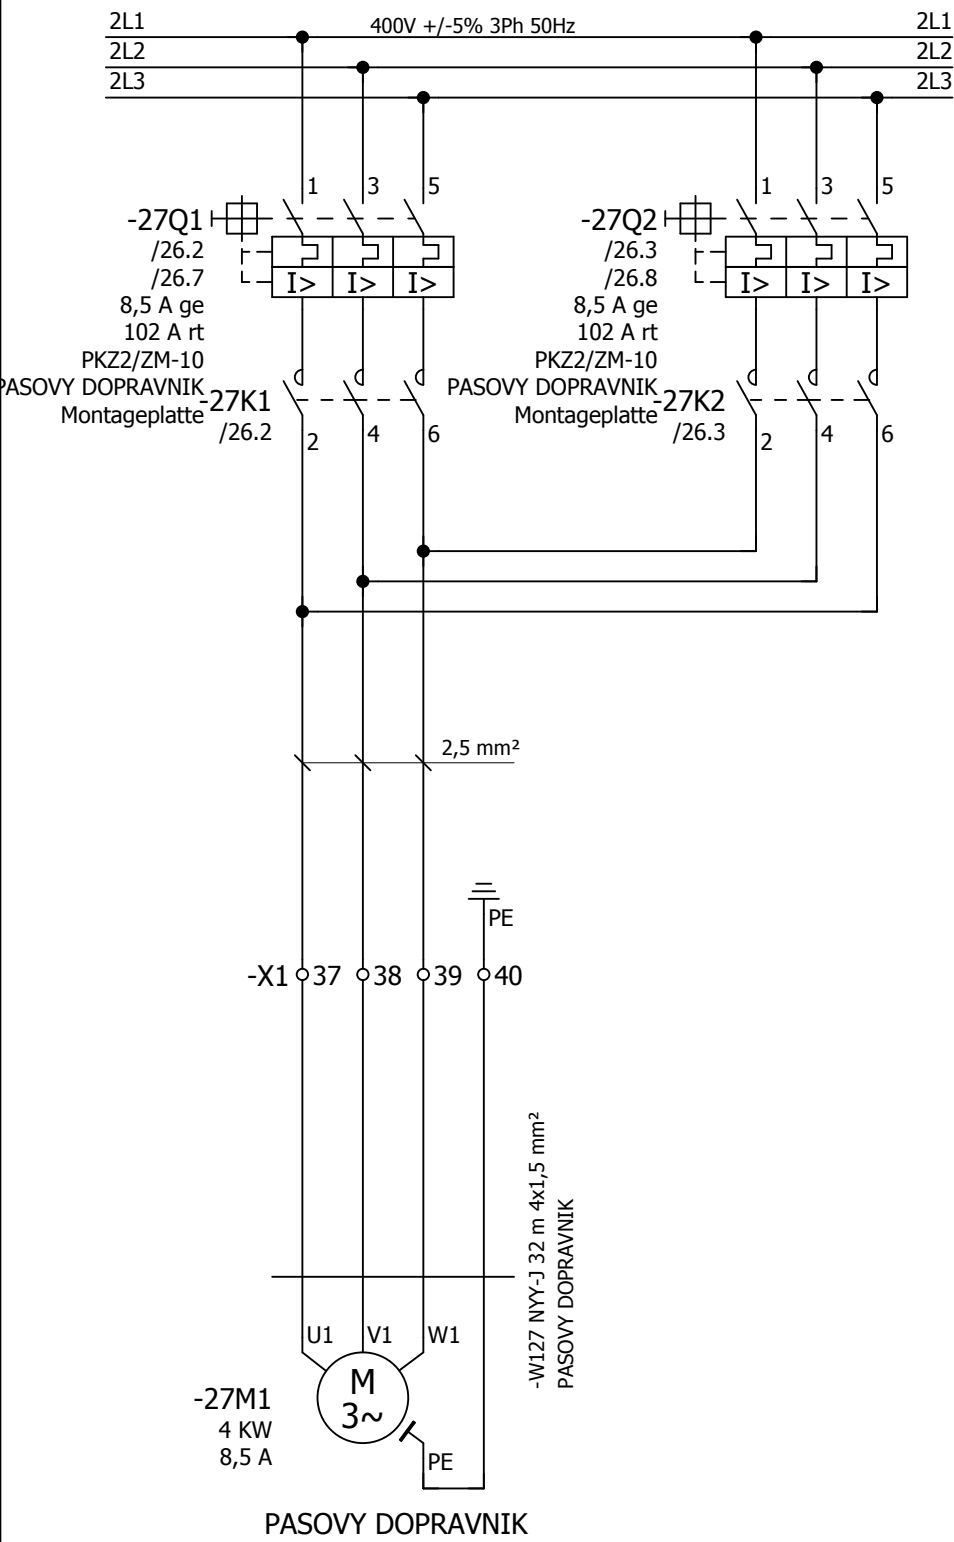 2L1
400V +/-5% 3Ph 50Hz
2L1
2L2
2L2
2L3
2L3
1
3
5
1
3
5
-27Q1
/26.2
/26.7
8,5 A ge
102 A rt
PKZ2/ZM-10
PASOVY DOPRAVNIK
Montageplatte
I>
I>
I>
-27Q2
/26.3
/26.8
8,5 A ge
102 A rt
PKZ2/ZM-10
PASOVY DOPRAVNIK
Montageplatte
I>
I>
I>
-27K1
/26.2
2
4
6
-27K2
/26.3
2
4
6
2,5 mm²
PE
-X1
37
38
39
40
-W127 NYY-J 32 m 4x1,5 mm²
PASOVY DOPRAVNIK
U1
V1
W1
M
3~
-27M1
4 KW
8,5 A
PE
PASOVY DOPRAVNIK